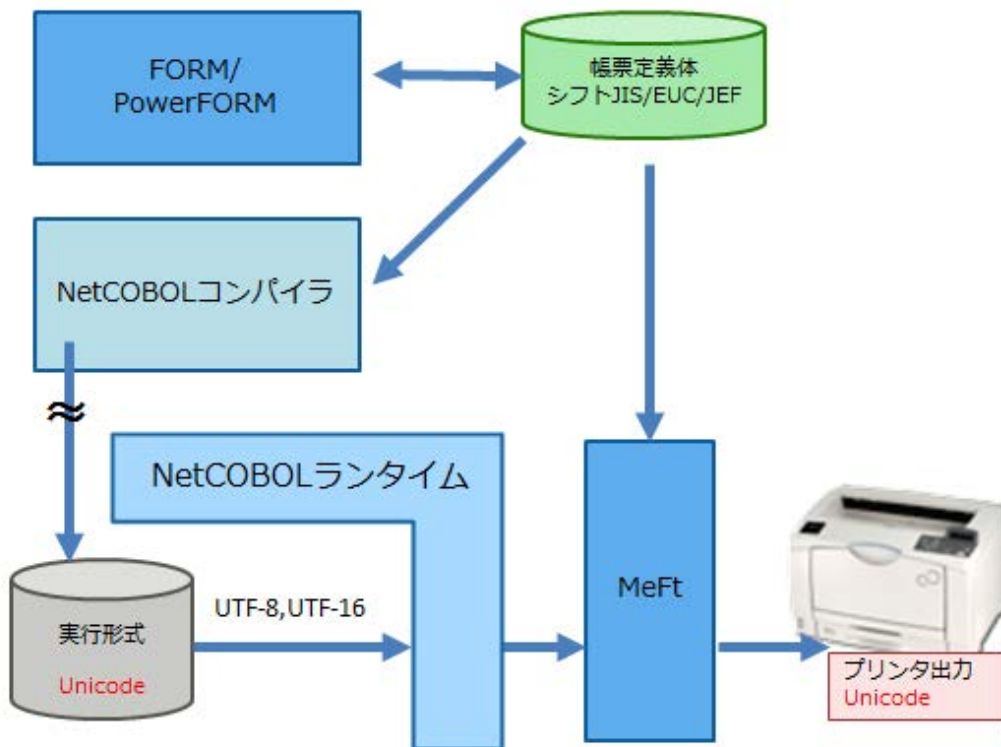 FORM/
PowerFORM
帳票定義体
シフトJIS/EUC/JEF
NetCOBOLコンパイラ
NetCOBOLランタイム
MeFt
UTF-8,UTF-16
実行形式
Unicode
プリンタ出力
Unicode